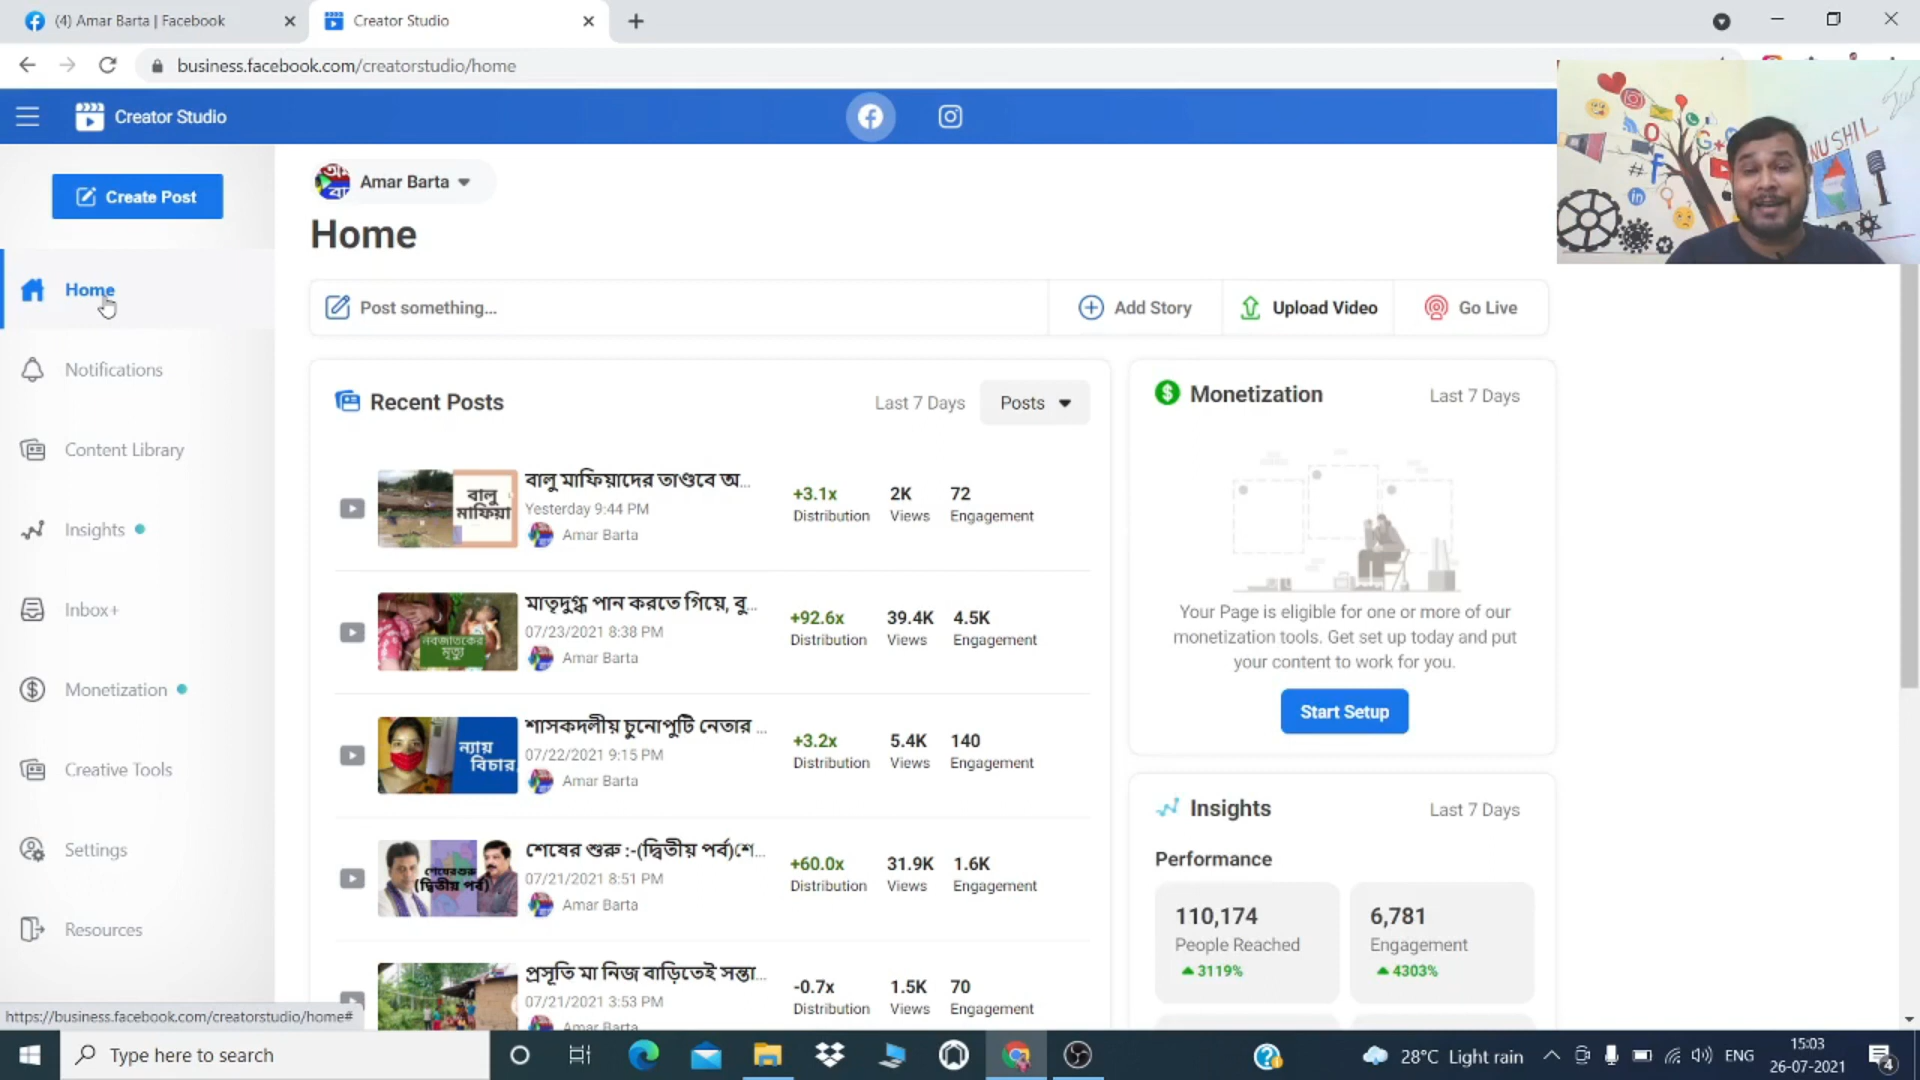 (4) Amar Barta | Facebook
Creator Studio
business.facebook.com/creatorstudio/home
Creator Studio
NUSHIL
Create Post
Amar Barta
Home
Home
Post something...
Add Story
Upload Video
Go Live
Notifications
Content Library
Insights
Inbox+
Monetization
Creative Tools
Settings
Resources
Recent Posts
Last 7 Days
Posts
বালু মাফিয়া
বালু মাফিয়াদের তাণ্ডবে অ...
Yesterday 9:44 PM
Amar Barta
+3.1x
Distribution
2K
Views
72
Engagement
নবজাতকের মৃত্যু
মাতৃদুগ্ধ পান করতে গিয়ে, বু...
07/23/2021 8:38 PM
Amar Barta
+92.6x
Distribution
39.4K
Views
4.5K
Engagement
ন্যায় বিচার
শাসকদলীয় চুনোপুটি নেতার ...
07/22/2021 9:15 PM
Amar Barta
+3.2x
Distribution
5.4K
Views
140
Engagement
শেষের শুরু
(দ্বিতীয় পর্ব)
শেষের শুরু :-(দ্বিতীয় পর্ব)শে...
07/21/2021 8:51 PM
Amar Barta
+60.0x
Distribution
31.9K
Views
1.6K
Engagement
প্রসূতি মা নিজ বাড়িতেই সন্তা...
07/21/2021 3:53 PM
Amar Barta
-0.7x
Distribution
1.5K
Views
70
Engagement
Monetization
Last 7 Days
Your Page is eligible for one or more of our
monetization tools. Get set up today and put
your content to work for you.
Start Setup
Insights
Last 7 Days
Performance
110,174
People Reached
3119%
6,781
Engagement
4303%
https://business.facebook.com/creatorstudio/home#
Type here to search
28°C Light rain
ENG
15:03
26-07-2021
4